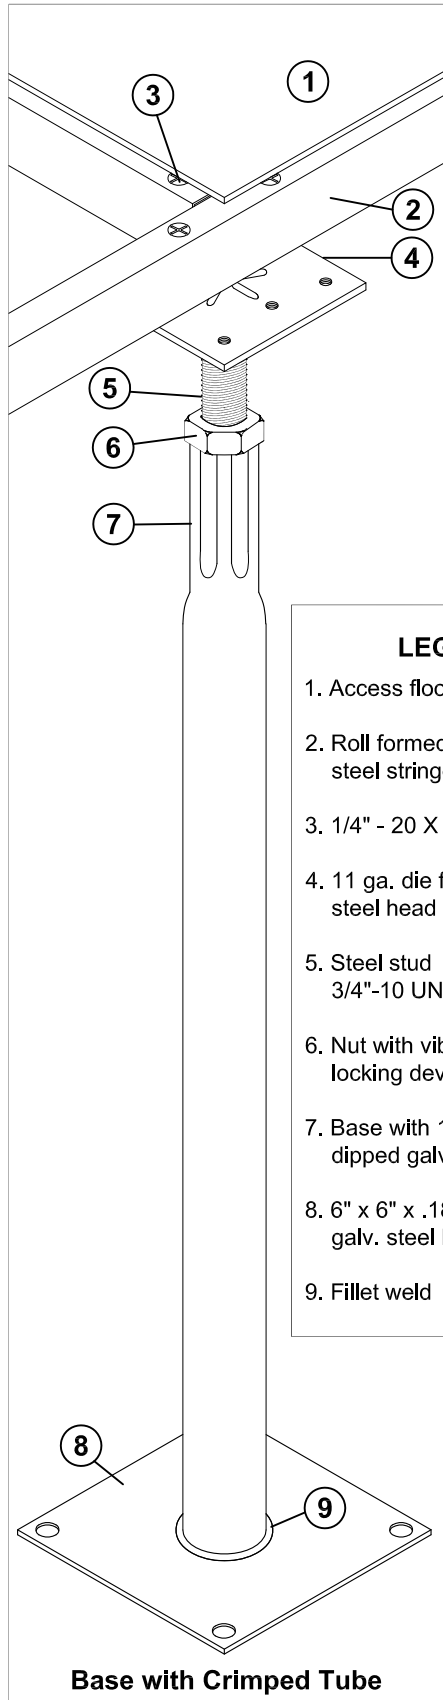 1
3
2
4
5
6
7
LEG
1. Access floo
2. Roll formed
steel string
3. 1/4" - 20 X
4. 11 ga. die f
steel head
5. Steel stud
3/4"-10 UN
6. Nut with vib
locking dev
7. Base with 1
dipped galv
8. 6" x 6" x .18
galv. steel
9. Fillet weld
8
9
Base with Crimped Tube